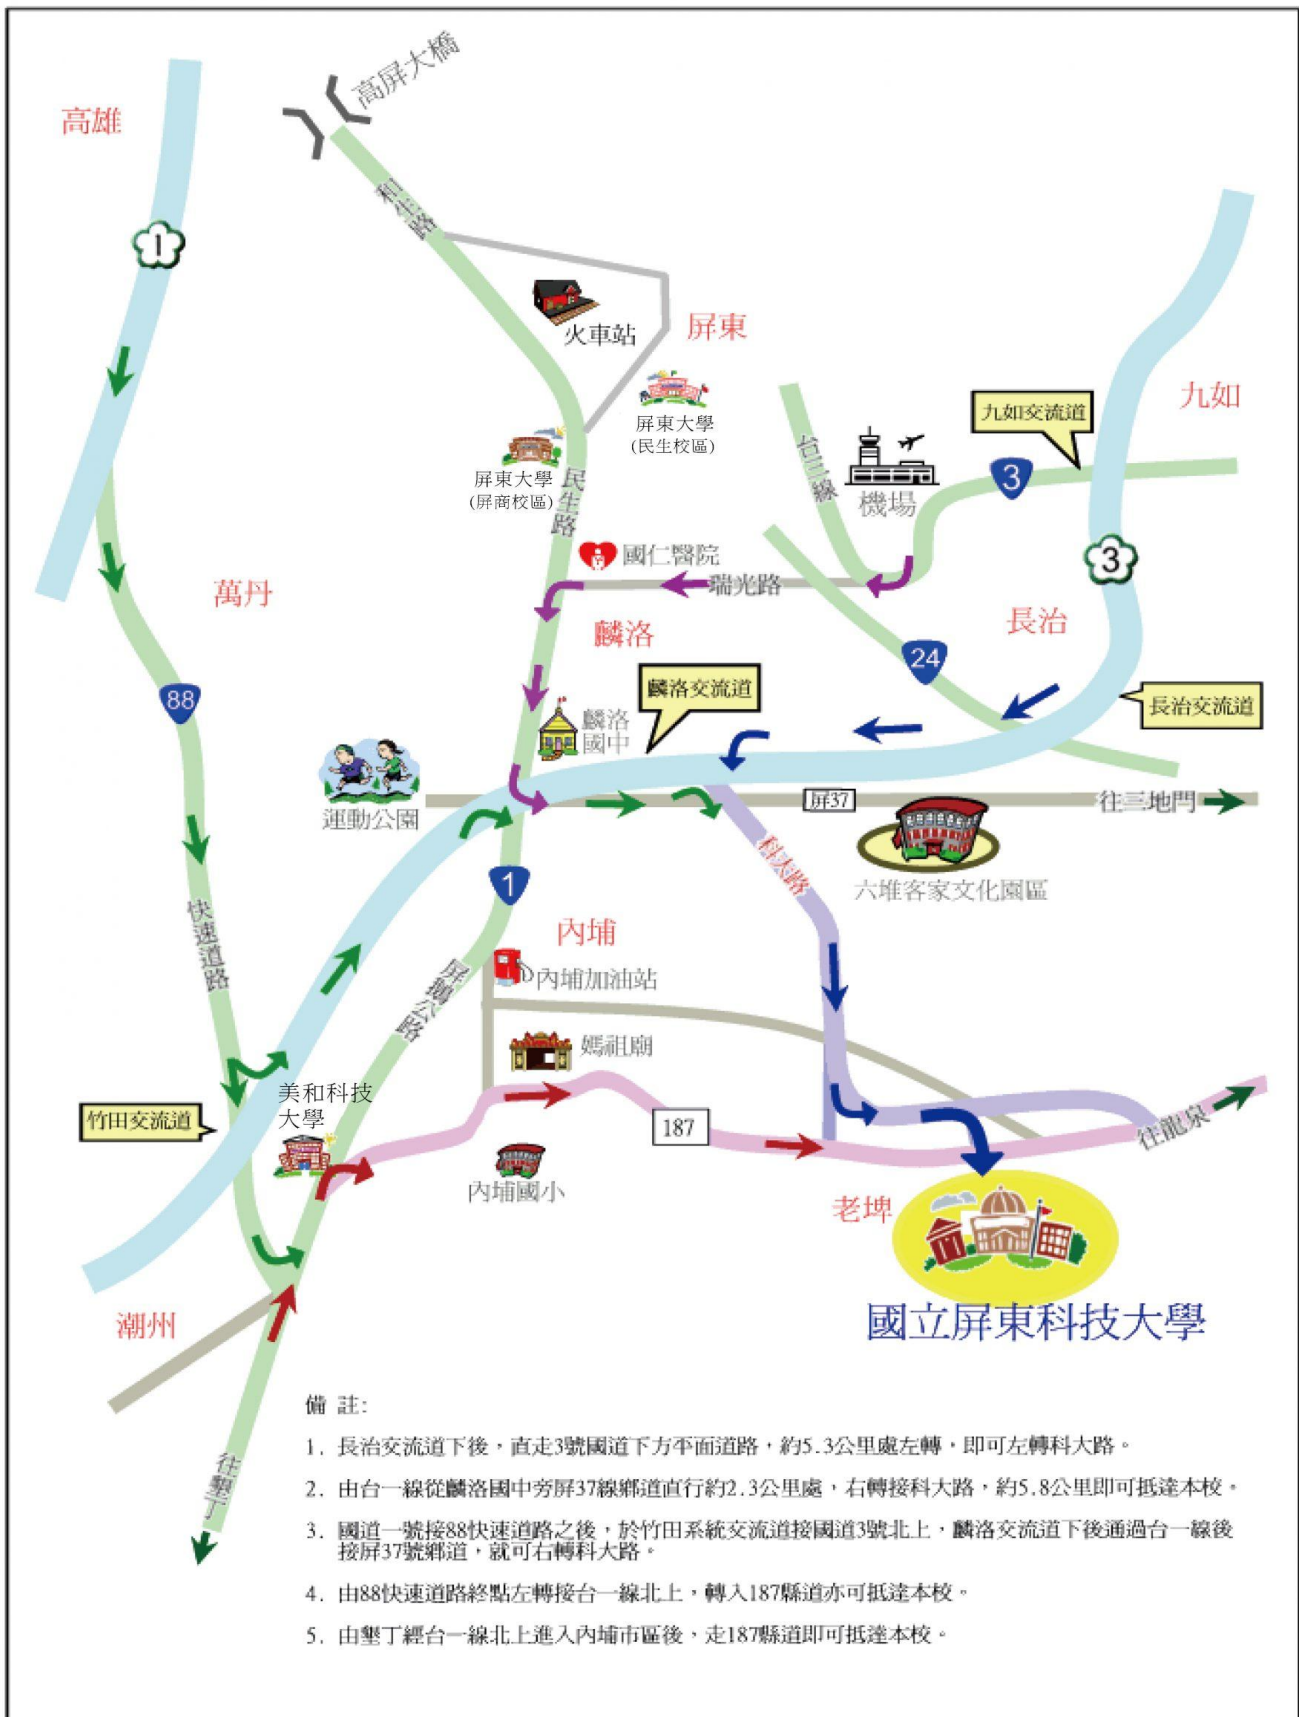 高屏大橋
高雄
和生路
1
火車站
屏東
九如交流道
九如
屏東大學
(民生校區)
台三線
屏東大學
(屏商校區)
民生路
機場
3
國仁醫院
3
瑞光路
萬丹
麟洛
長治
24
88
麟洛交流道
長治交流道
麟洛
國中
運動公園
屏37
往三地門
科大路
六堆客家文化園區
1
快速道路
內埔
屏鵝公路
內埔加油站
媽祖廟
美和科技
大學
竹田交流道
187
往龍泉
內埔國小
老埤
國立屏東科技大學
潮州
往墾丁
備 註:
1. 長治交流道下後，直走3號國道下方平面道路，約5.3公里處左轉，即可左轉科大路。
2. 由台一線從麟洛國中旁屏37線鄉道直行約2.3公里處，右轉接科大路，約5.8公里即可抵達本校。
3. 國道一號接88快速道路之後，於竹田系統交流道接國道3號北上，麟洛交流道下後通過台一線後
接屏37號鄉道，就可右轉科大路。
4. 由88快速道路終點左轉接台一線北上，轉入187縣道亦可抵達本校。
5. 由墾丁經台一線北上進入內埔市區後、走187縣道即可抵達本校。